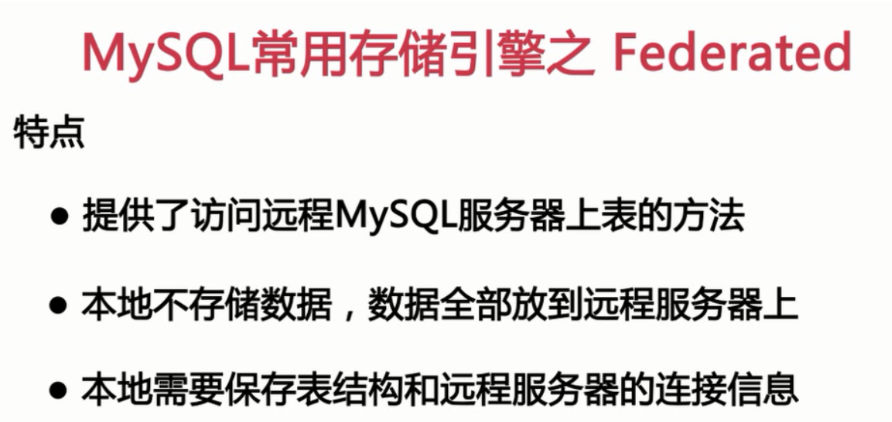 MySQL常用存储引擎之 Federated
特点
● 提供了访问远程MySQL服务器上表的方法
● 本地不存储数据，数据全部放到远程服务器上
● 本地需要保存表结构和远程服务器的连接信息